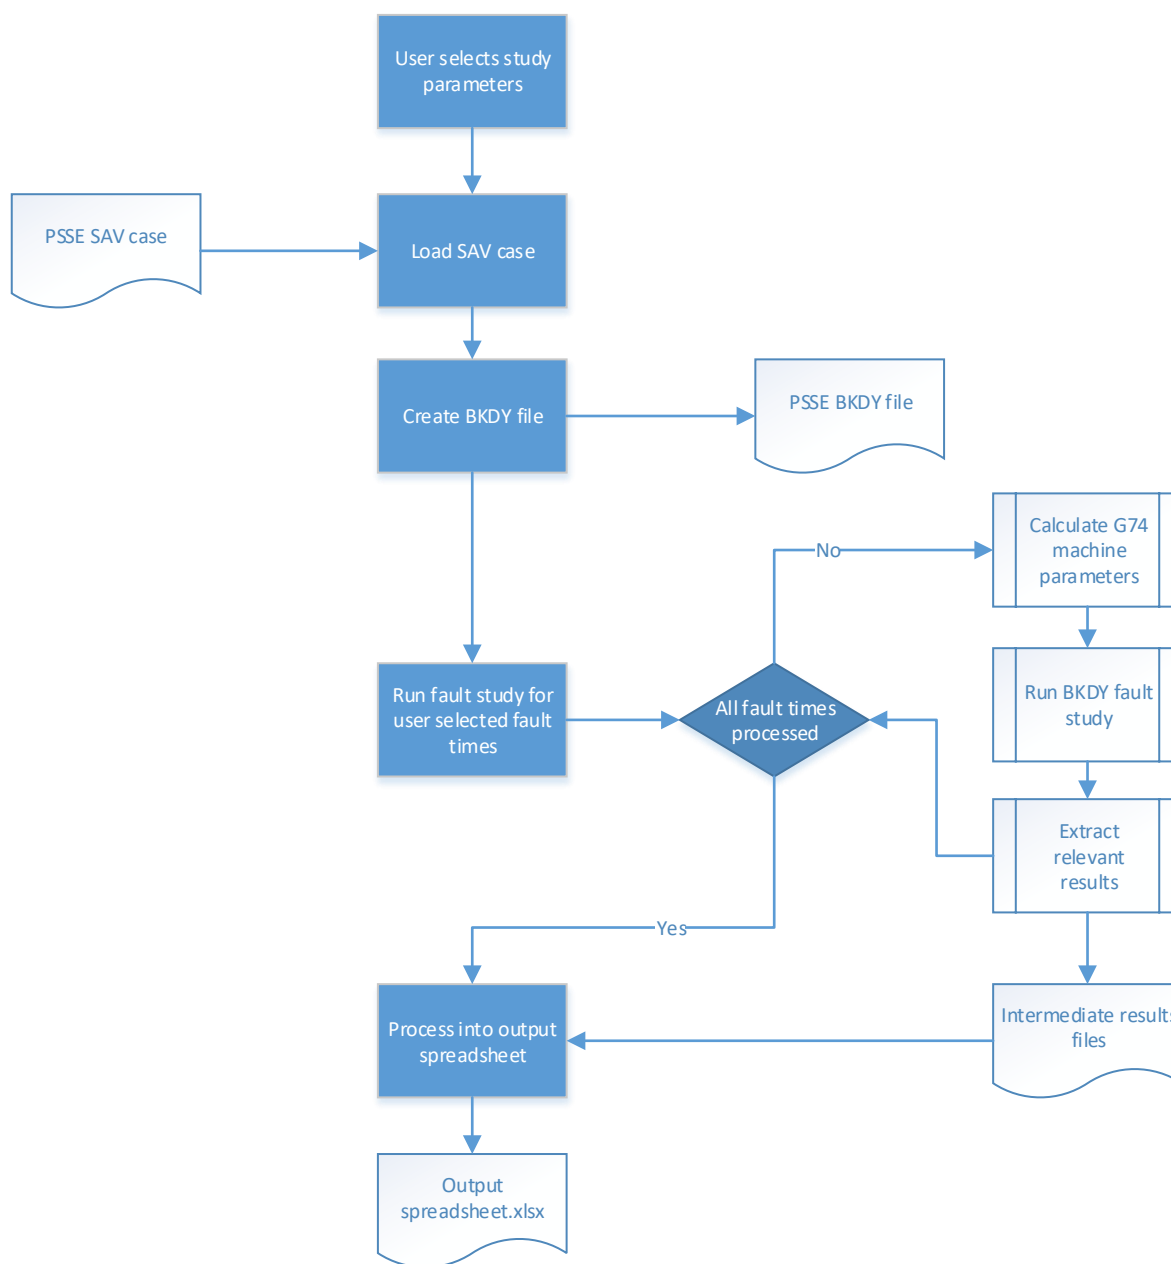 User selects study
parameters
PSSE SAV case
Load SAV case
Create BKDY file
PSSE BKDY file
Calculate G74
machine
parameters
No
Run fault study for
user selected fault
times
All fault times
processed
Run BKDY fault
study
Extract
relevant
results
Yes
Process into output
spreadsheet
Intermediate results
files
Output
spreadsheet.xlsx